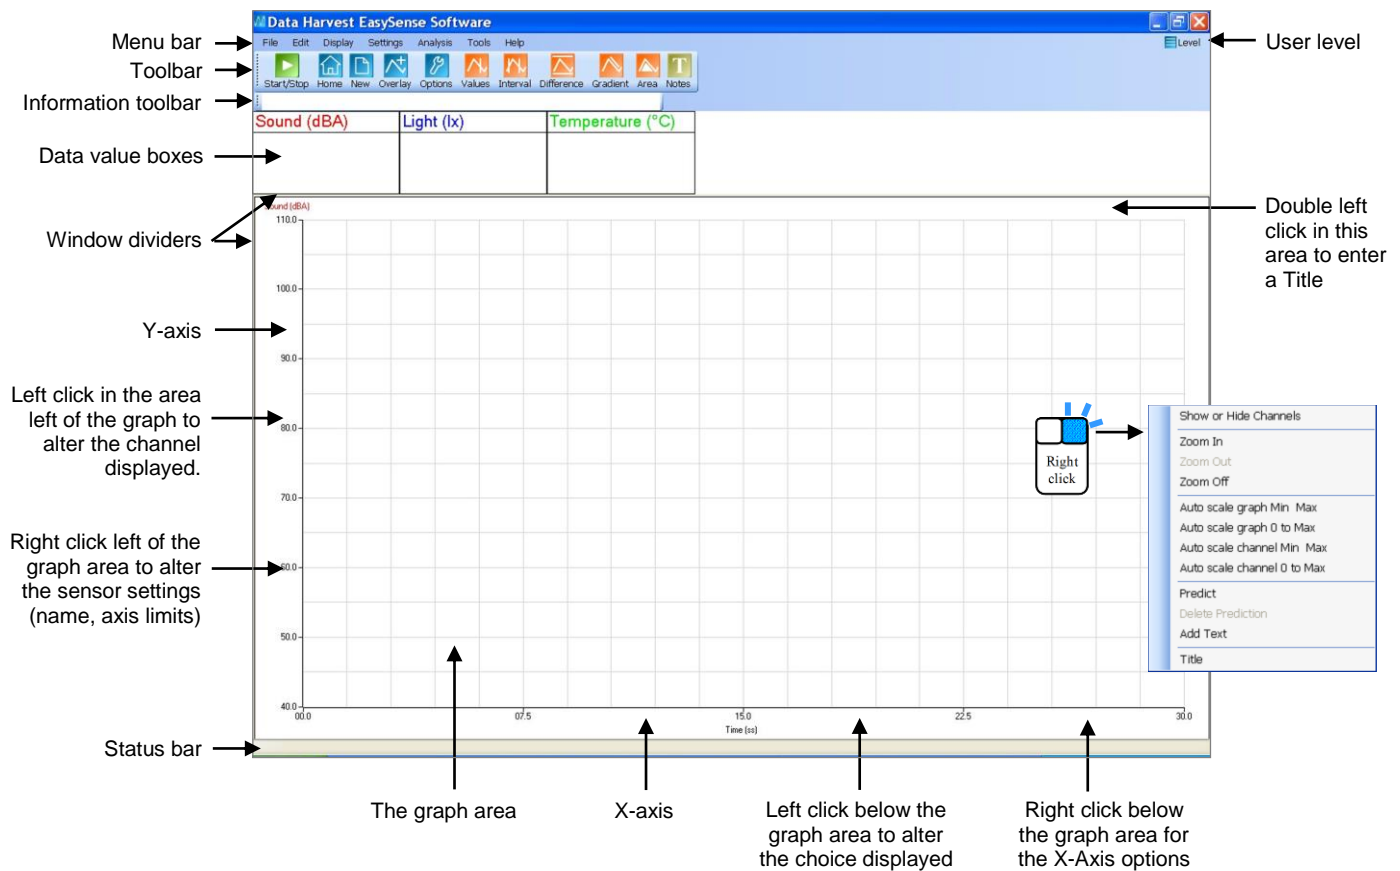 Data Harvest EasySense Software
Menu bar
File Edit Display Settings Analysis Tools Help
Level
User level
Toolbar
Start/Stop Home New Overlay Options Values Interval Difference Gradient Area Notes
Information toolbar
Sound (dBA) Light (lx) Temperature (°C)
Data value boxes
Window dividers
Sound (dBA)
Double left
click in this
area to enter
a Title
110.0
100.0
Y-axis
90.0
Left click in the area
left of the graph to
alter the channel
displayed.
80.0
Right
click
Show or Hide Channels
Zoom In
Zoom Out
Zoom Off
Auto scale graph Min Max
Auto scale graph 0 to Max
Auto scale channel Min Max
Auto scale channel 0 to Max
Predict
Delete Prediction
Add Text
Title
70.0
Right click left of the
graph area to alter
the sensor settings
(name, axis limits)
60.0
50.0
40.0
00.0 07.5 15.0 22.5 30.0
Time (ss)
Status bar
The graph area
X-axis
Left click below the
graph area to alter
the choice displayed
Right click below
the graph area for
the X-Axis options